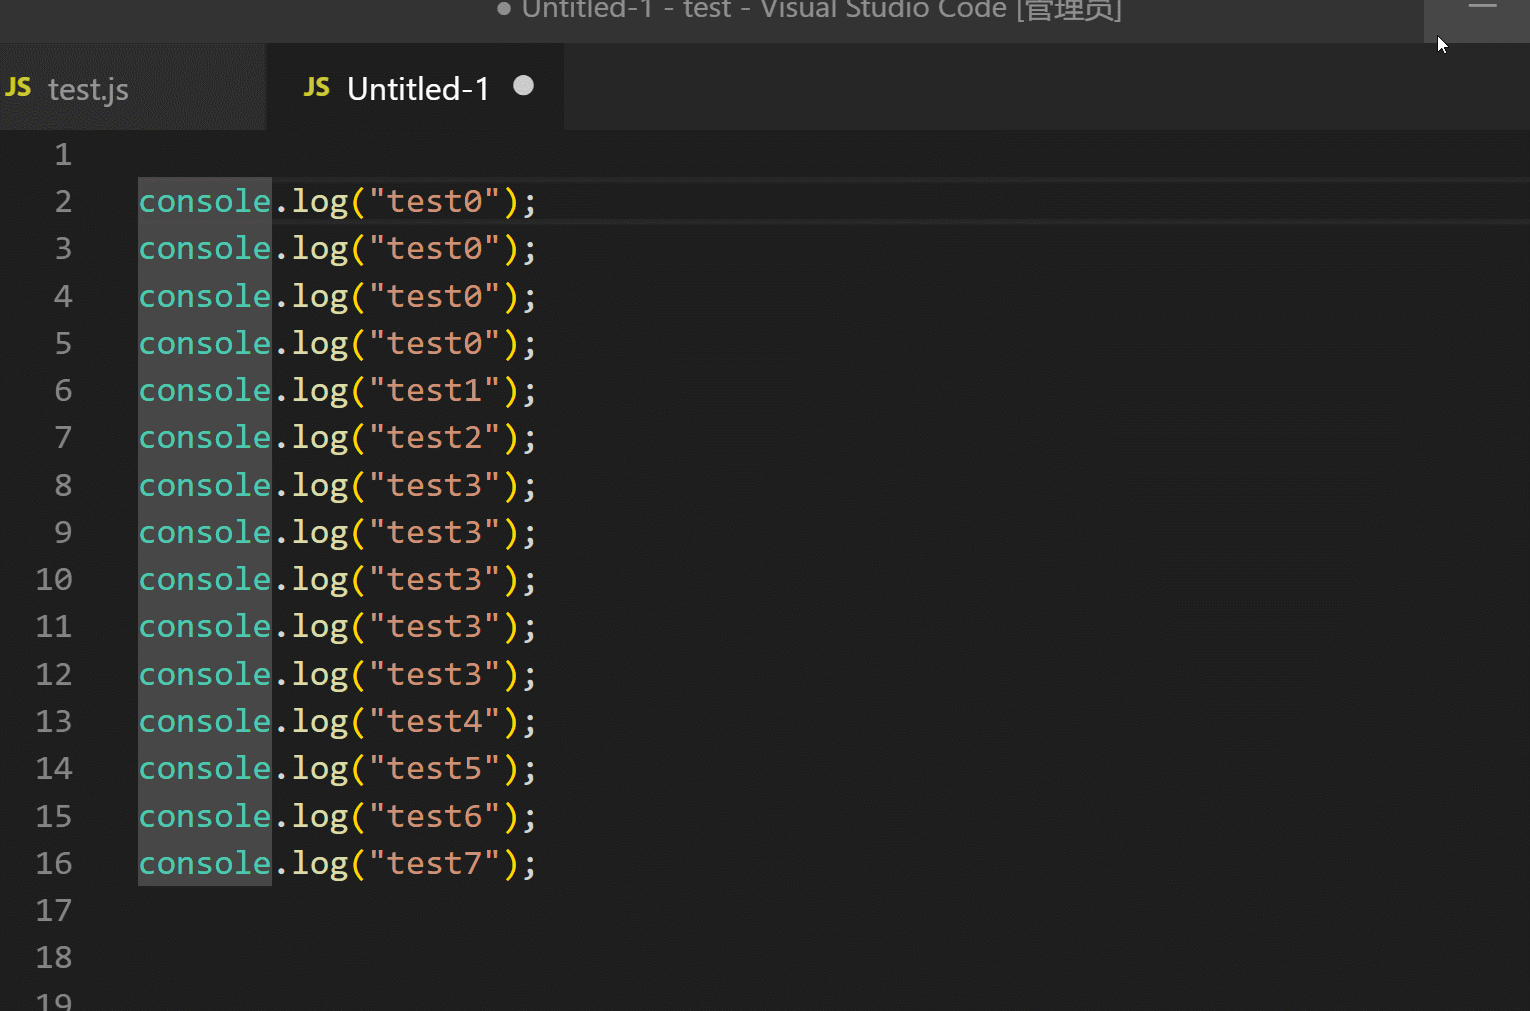 Untitled-1 - test - Visual Studio Code [管理员]
JS test.js JS Untitled-1
1
2 console.log("test0");
3 console.log("test0");
4 console.log("test0");
5 console.log("test0");
6 console.log("test1");
7 console.log("test2");
8 console.log("test3");
9 console.log("test3");
10 console.log("test3");
11 console.log("test3");
12 console.log("test3");
13 console.log("test4");
14 console.log("test5");
15 console.log("test6");
16 console.log("test7");
17
18
19